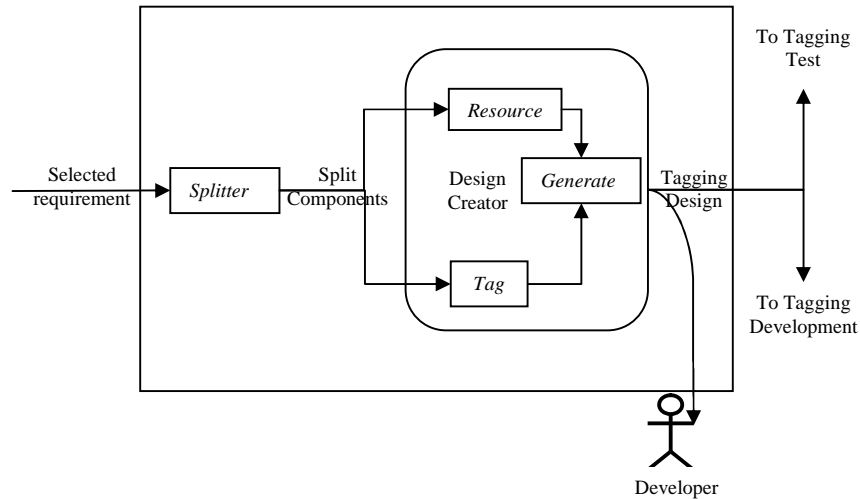 To Tagging
Test
Resource
Selected
requirement
Splitter
Split
Components
Design
Creator
Generate
Tagging
Design
Tag
To Tagging
Development
Developer